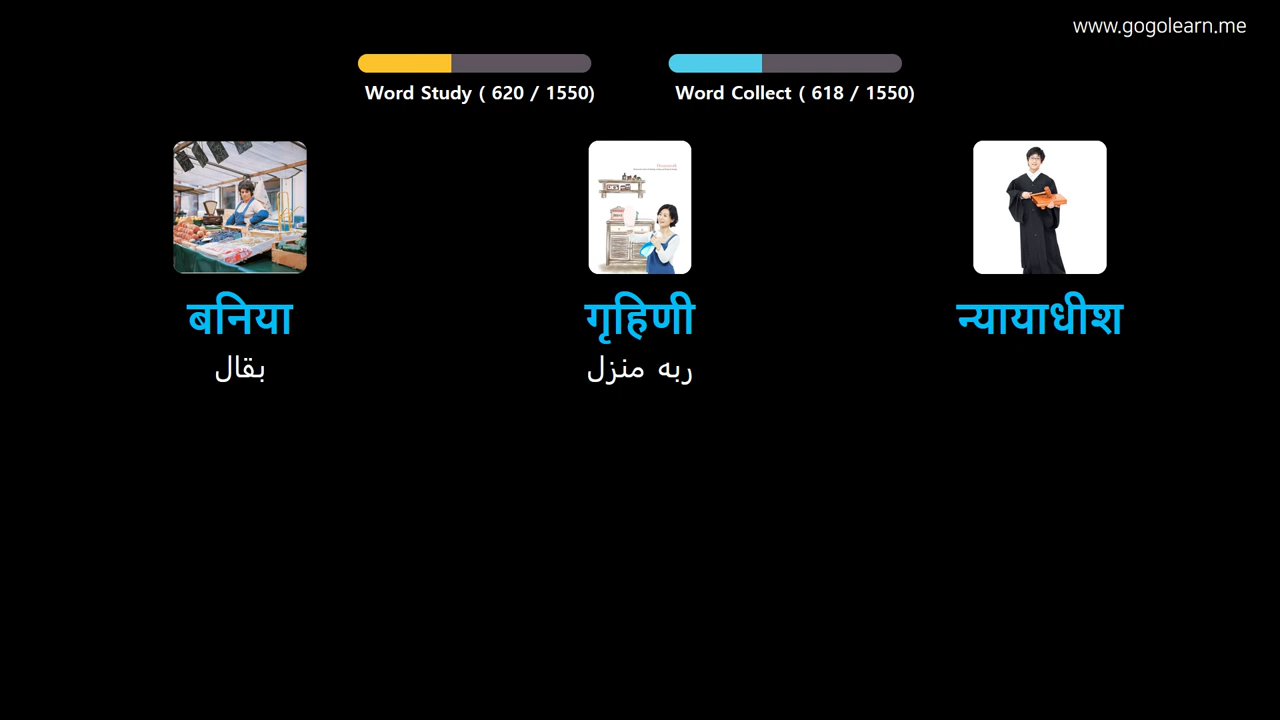 www.gogolearn.me
Word Study ( 620 / 1550)
Word Collect ( 618 / 1550)
बनिया
गृहिणी
न्यायाधीश
بقال
ربه منزل